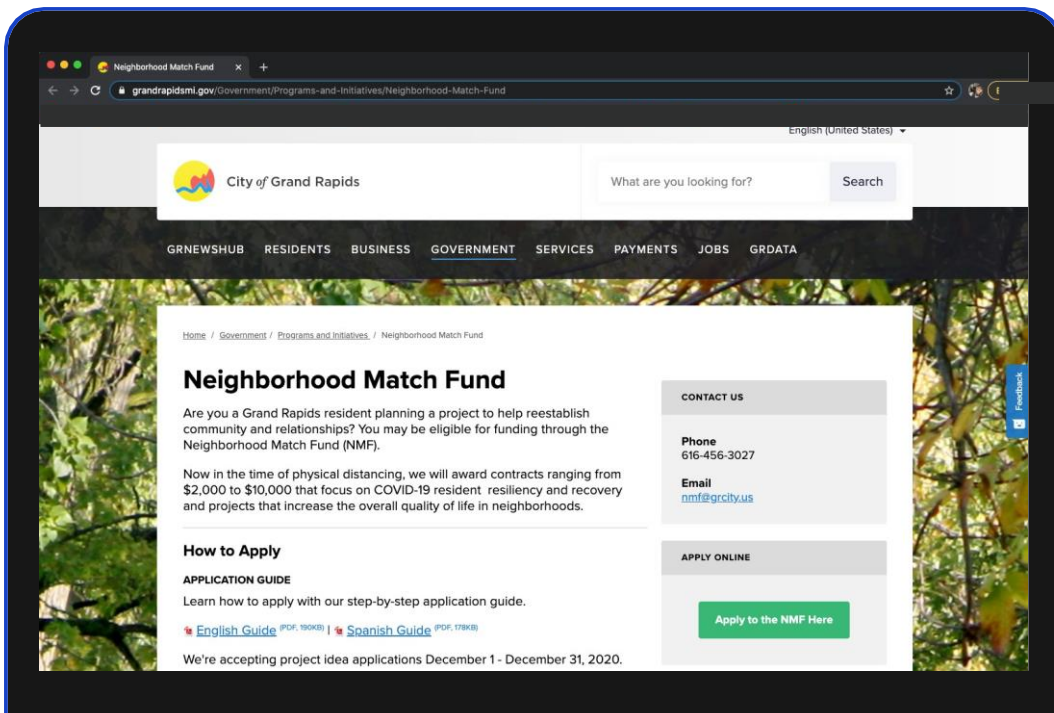 Neighborhood Match Fund
grandrapidsmi.gov/Government/Programs-and-Initiatives/Neighborhood-Match-Fund
English (United States)
City of Grand Rapids
What are you looking for?
Search
GRNEWSHUB RESIDENTS BUSINESS GOVERNMENT SERVICES PAYMENTS JOBS GRDATA
Home / Government / Programs and Initiatives / Neighborhood Match Fund
Neighborhood Match Fund
Are you a Grand Rapids resident planning a project to help reestablish
community and relationships? You may be eligible for funding through the
Neighborhood Match Fund (NMF).
Now in the time of physical distancing, we will award contracts ranging from
$2,000 to $10,000 that focus on COVID-19 resident resiliency and recovery
and projects that increase the overall quality of life in neighborhoods.
How to Apply
APPLICATION GUIDE
Learn how to apply with our step-by-step application guide.
English Guide (PDF, 190KB) | Spanish Guide (PDF, 178KB)
We're accepting project idea applications December 1 - December 31, 2020.
CONTACT US
Phone
616-456-3027
Email
nmf@grcity.us
APPLY ONLINE
Apply to the NMF Here
Feedback